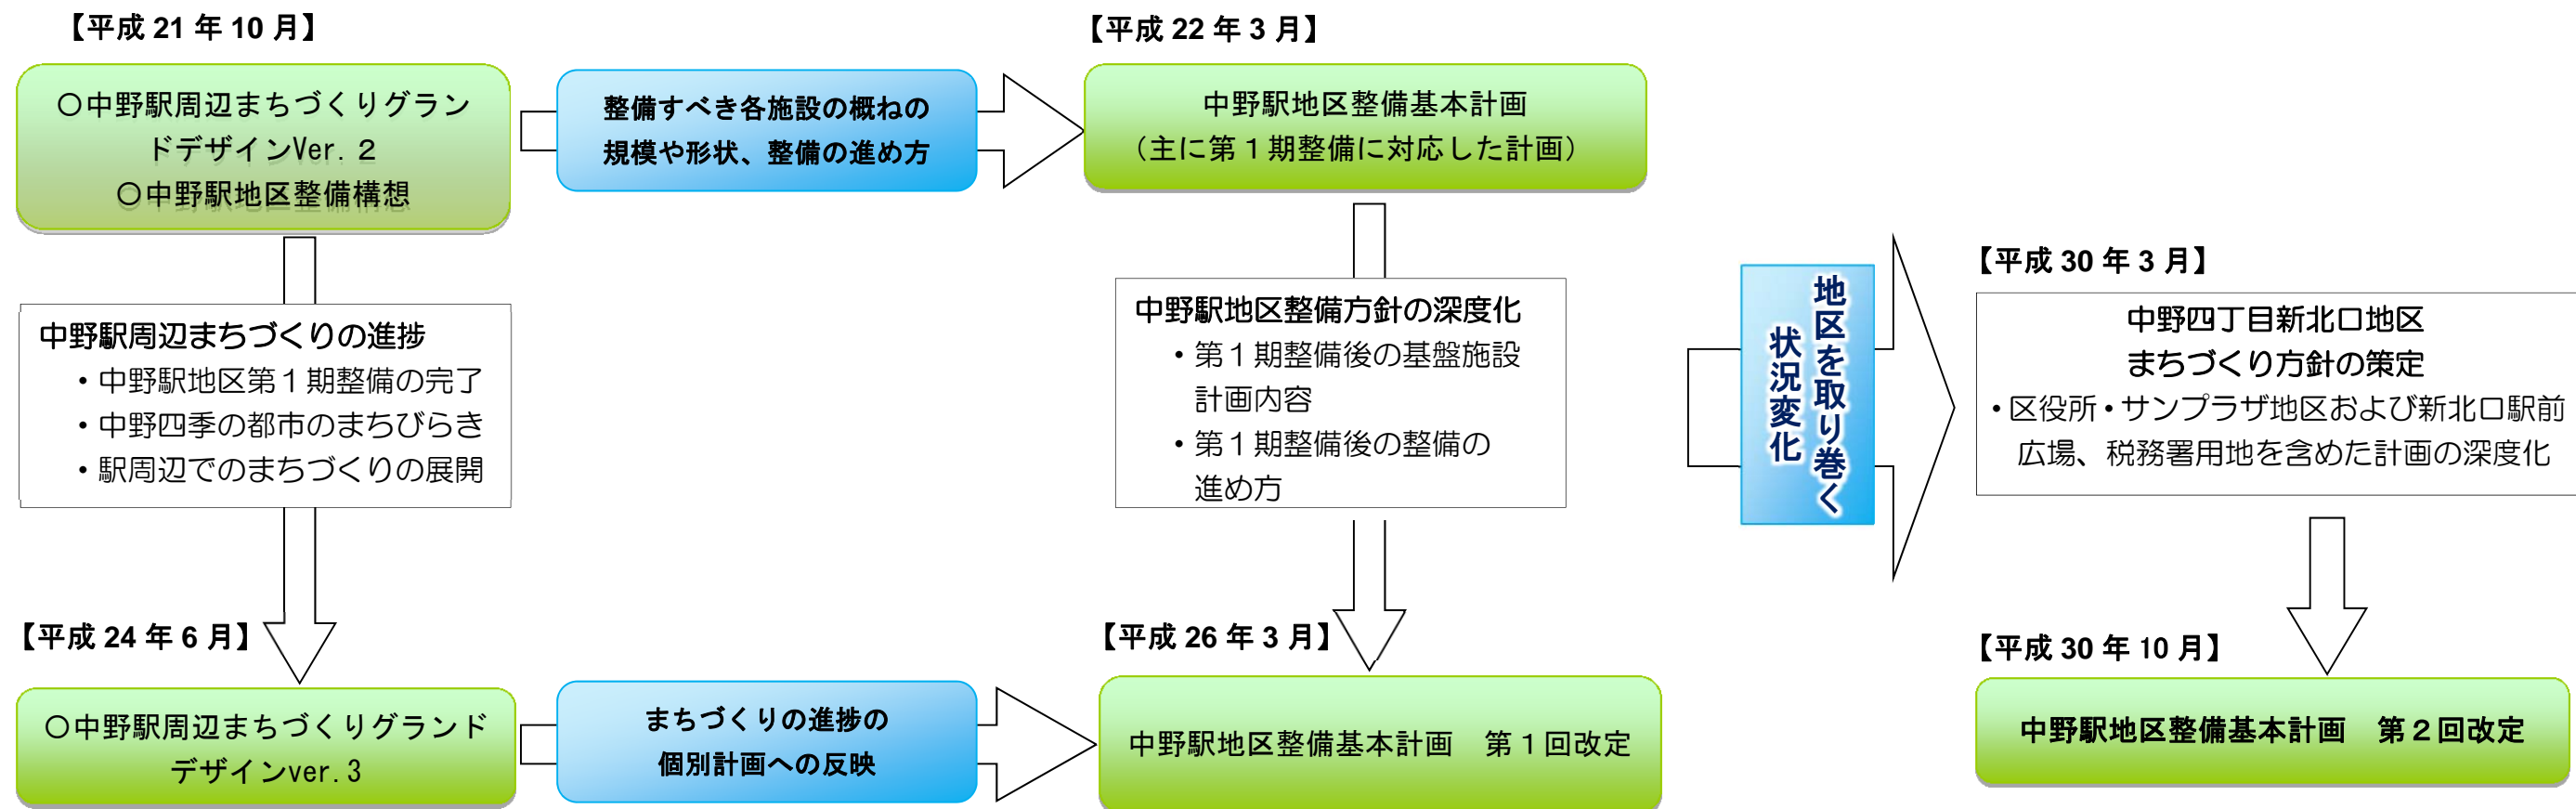 【平成 21 年 10 月】
〇中野駅周辺まちづくりグラン
ドデザインVer.２
〇中野駅地区整備構想
整備すべき各施設の概ねの
規模や形状、整備の進め方
【平成 22 年 3 月】
中野駅地区整備基本計画
（主に第１期整備に対応した計画）
中野駅周辺まちづくりの進捗
・中野駅地区第１期整備の完了
・中野四季の都市のまちびらき
・駅周辺でのまちづくりの展開
中野駅地区整備方針の深度化
・第１期整備後の基盤施設
計画内容
・第１期整備後の整備の
進め方
地区を取り巻く
状況変化
【平成 30 年 3 月】
中野四丁目新北口地区
まちづくり方針の策定
・区役所・サンプラザ地区および新北口駅前
広場、税務署用地を含めた計画の深度化
【平成 24 年 6 月】
〇中野駅周辺まちづくりグランド
デザインver.3
まちづくりの進捗の
個別計画への反映
【平成 26 年 3 月】
中野駅地区整備基本計画　第１回改定
【平成 30 年 10 月】
中野駅地区整備基本計画　第２回改定